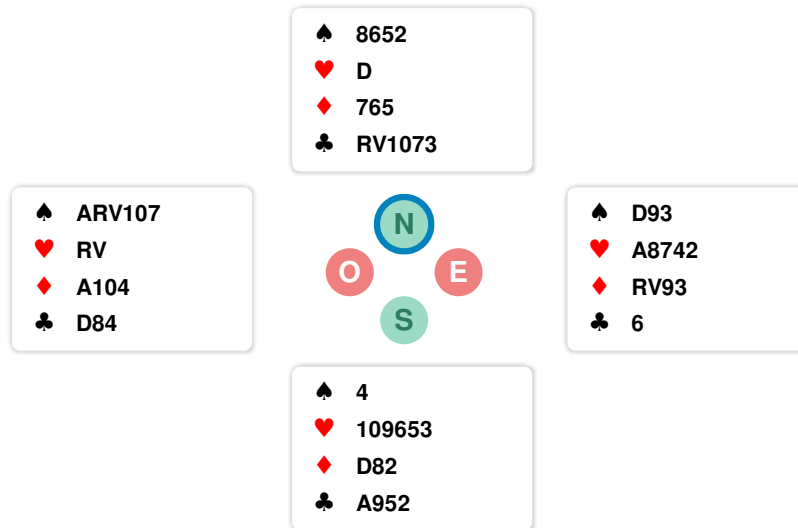 ♠ 8652
♥ D
♦ 765
♣ RV1073
♠ ARV107
♥ RV
♦ A104
♣ D84
N
O
E
S
♠ D93
♥ A8742
♦ RV93
♣ 6
♠ 4
♥ 109653
♦ D82
♣ A952